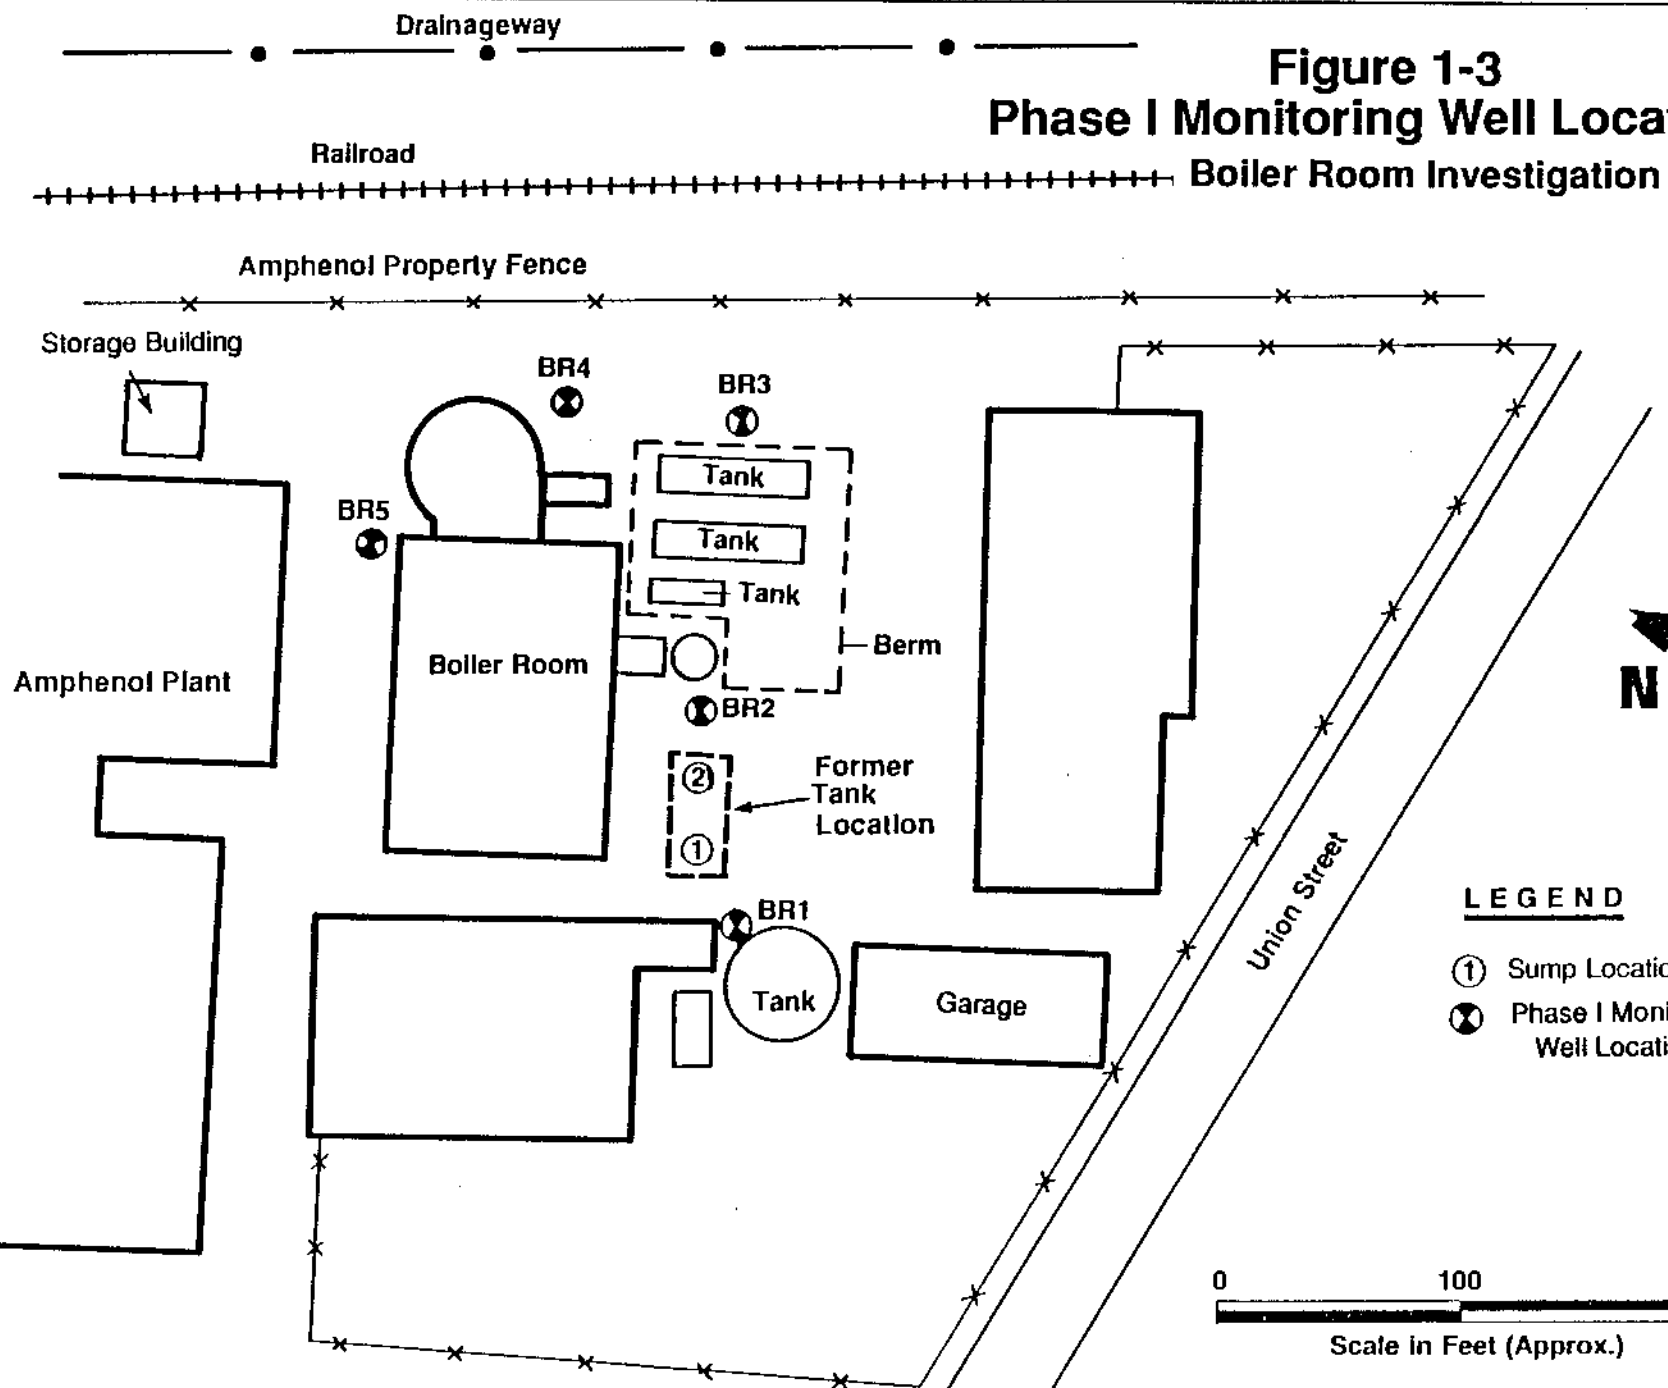 Drainageway
Figure 1-3
Phase I Monitoring Well Loca
Railroad
Boiler Room Investigation
Amphenol Property Fence
Storage Building
BR4
BR3
Tank
BR5
Tank
Tank
Berm
Boiler Room
Amphenol Plant
N
BR2
Former
Tank
Location
2
1
Union Street
LEGEND
BR1
1 Sump Locatio
Tank
Garage
Phase I Moni
Well Locati
0 100
Scale in Feet (Approx.)